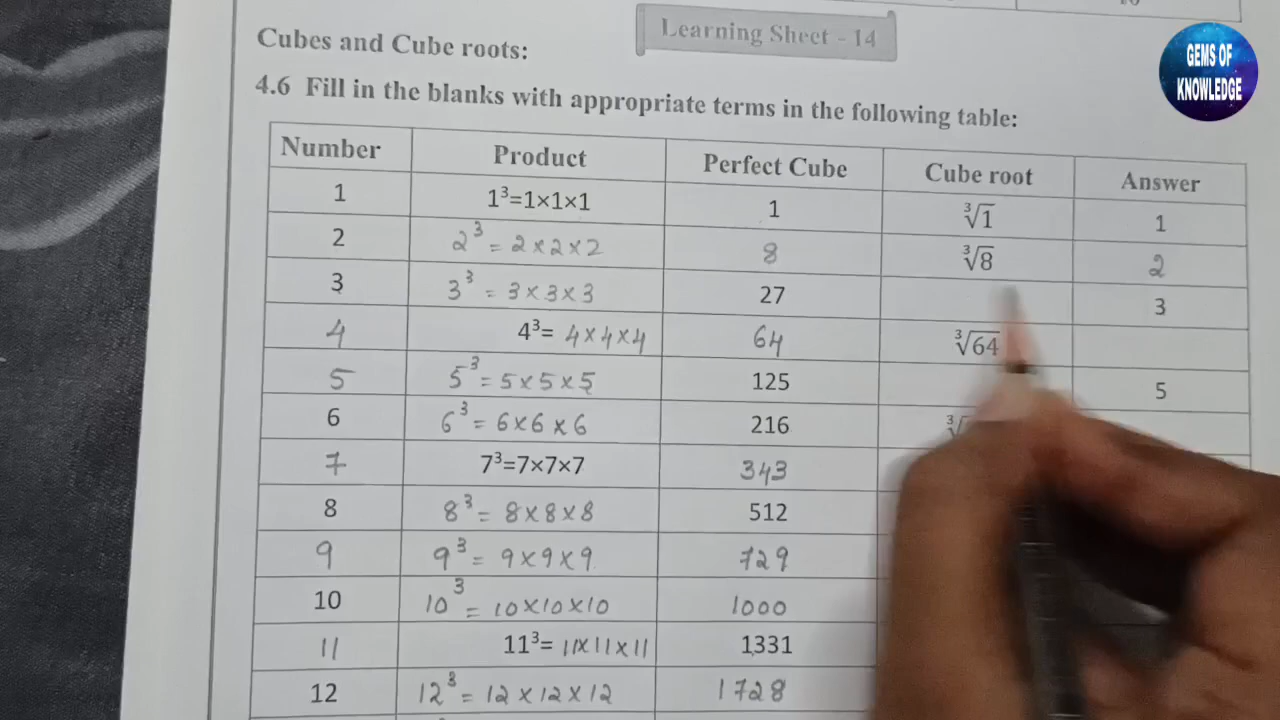 Learning Sheet - 14
Cubes and Cube roots:
4.6 Fill in the blanks with appropriate terms in the following table:
Number Product Perfect Cube Cube root Answer
1 1³=1×1×1 1 ∛1 1
2 2³ = 2×2×2 8 ∛8 2
3 3³ = 3×3×3 27 3
4 4³= 4×4×4 64 ∛64
5 5³ = 5×5×5 125 5
6 6³ = 6×6×6 216
7 7³=7×7×7 343
8 8³ = 8×8×8 512
9 9³ = 9×9×9 729
10 10³ = 10×10×10 1000
11 11³= 11×11×11 1331
12 12³ = 12×12×12 1728
GEMS OF
KNOWLEDGE